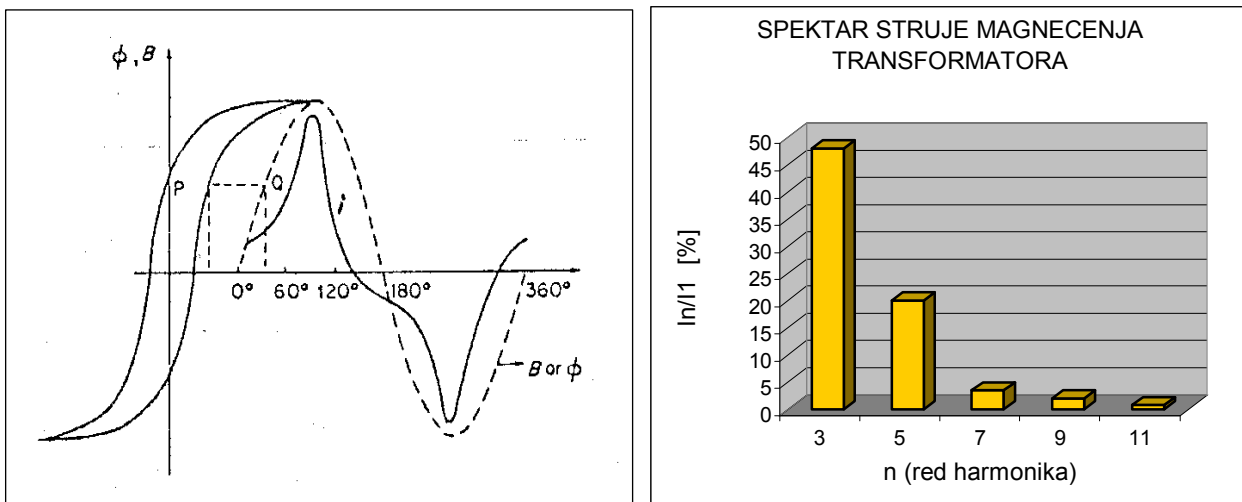 ϕ, B
P
Q
i
0° 60° 120° 180° 360°
B or ϕ
SPEKTAR STRUJE MAGNECENJA
TRANSFORMATORA
In/I1 [%]
50
45
40
35
30
25
20
15
10
5
0
3 5 7 9 11
n (red harmonika)